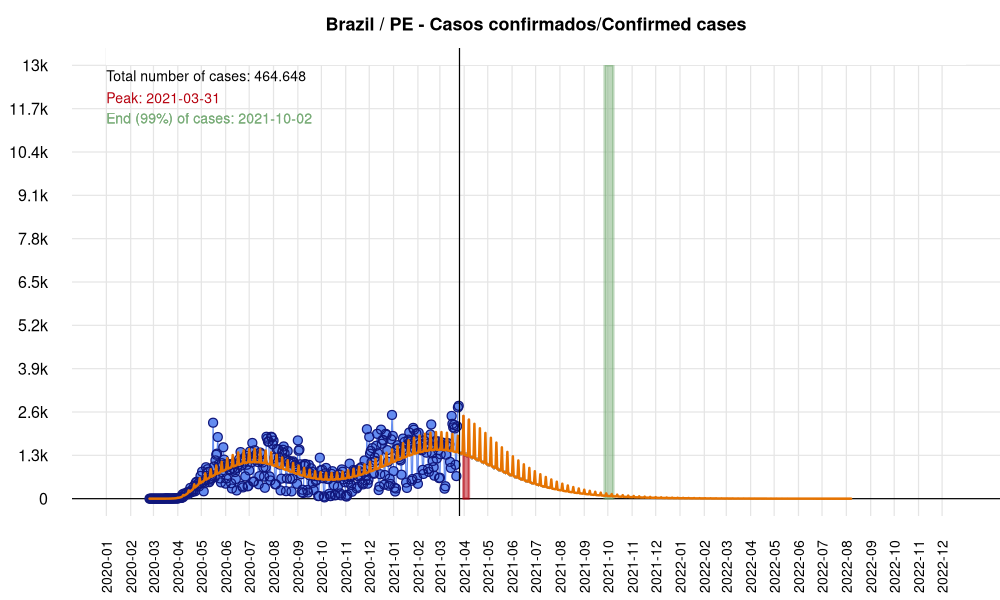 Brazil / PE - Casos confirmados/Confirmed cases
13k
11.7k
10.4k
9.1k
7.8k
6.5k
5.2k
3.9k
2.6k
1.3k
0
Total number of cases: 464.648
Peak: 2021-03-31
End (99%) of cases: 2021-10-02
2020-01
2020-02
2020-03
2020-04
2020-05
2020-06
2020-07
2020-08
2020-09
2020-10
2020-11
2020-12
2021-01
2021-02
2021-03
2021-04
2021-05
2021-06
2021-07
2021-08
2021-09
2021-10
2021-11
2021-12
2022-01
2022-02
2022-03
2022-04
2022-05
2022-06
2022-07
2022-08
2022-09
2022-10
2022-11
2022-12